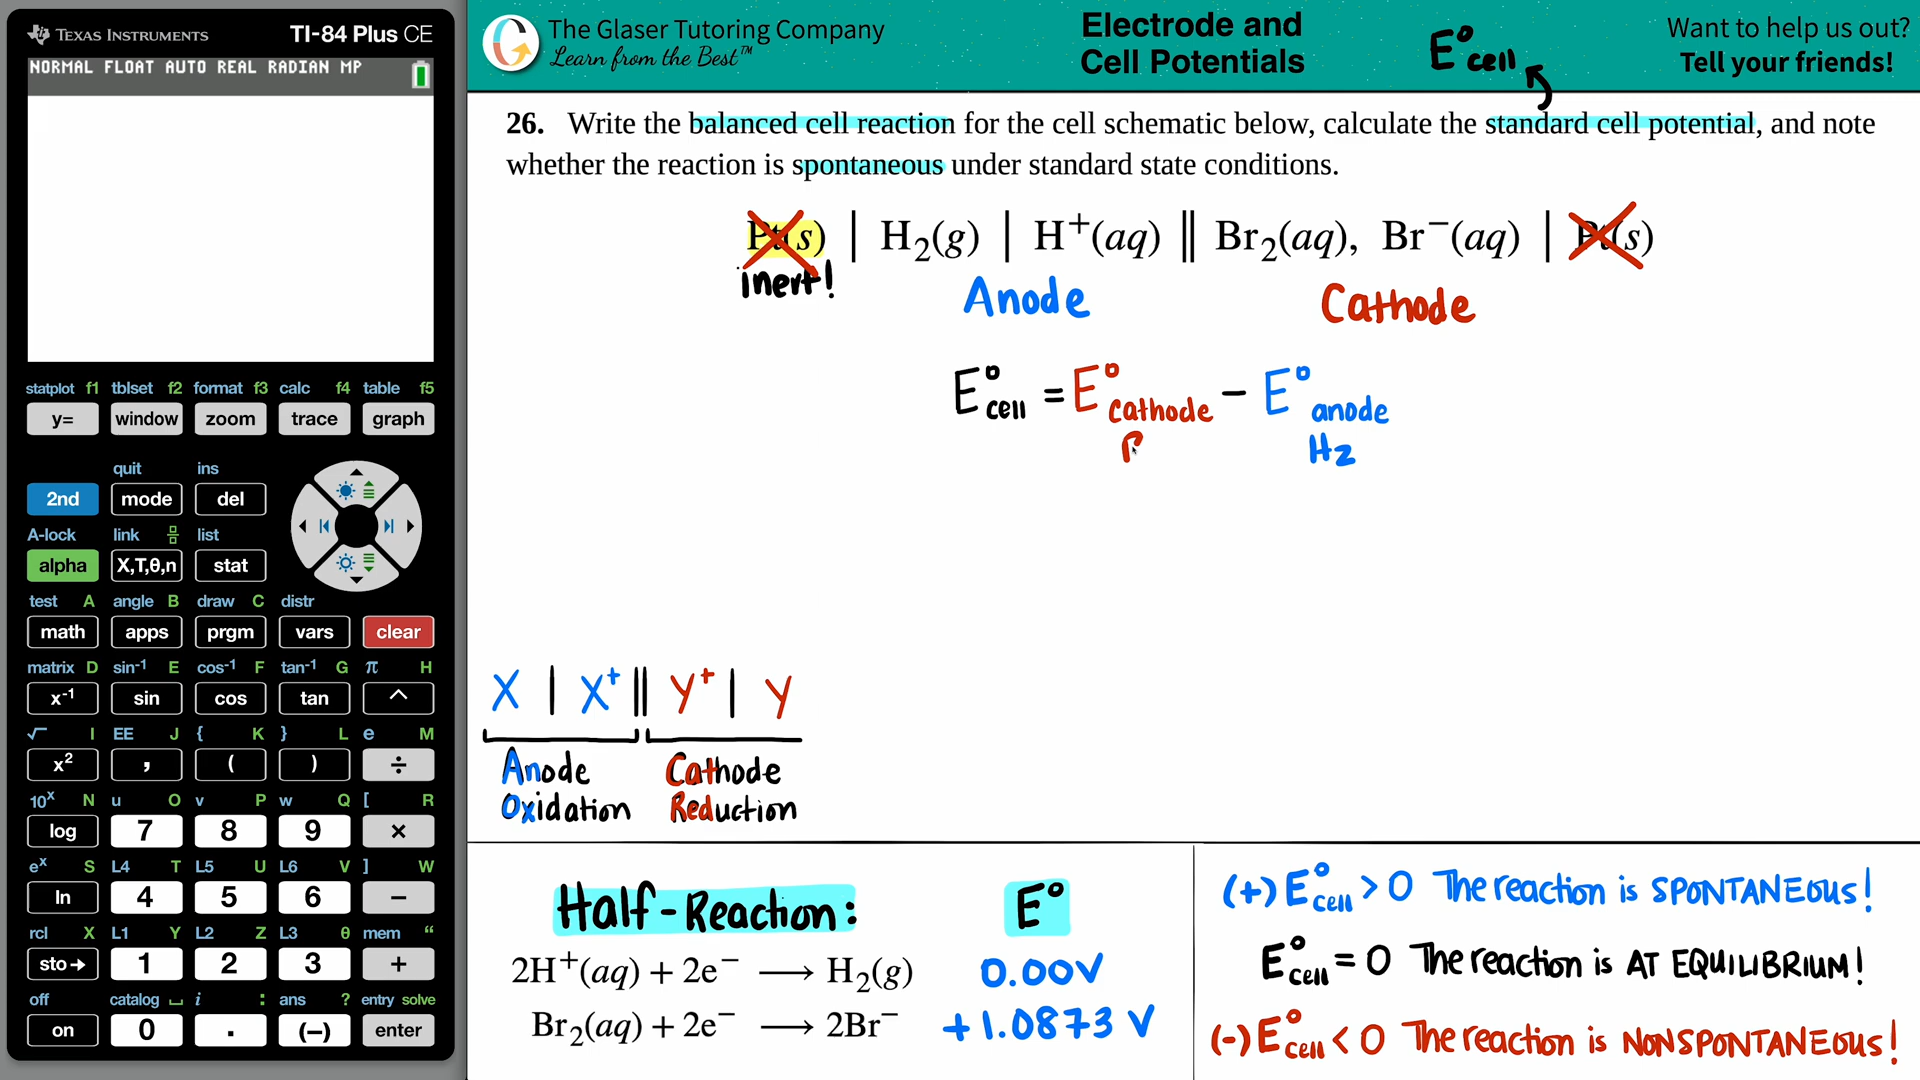 TEXAS INSTRUMENTS TI-84 Plus CE
NORMAL FLOAT AUTO REAL RADIAN MP
statplot f1 tblset f2 format f3 calc f4 table f5
y= window zoom trace graph
quit ins
2nd mode del
A-lock link list
alpha X,T,θ,n stat
test A angle B draw C distr
math apps prgm vars clear
matrix D sin⁻¹ E cos⁻¹ F tan⁻¹ G π H
x⁻¹ sin cos tan ^
√ I EE J { K } L e M
x² , ( ) ÷
10ˣ N u O v P w Q [ R
log 7 8 9 ×
eˣ S L4 T L5 U L6 V ] W
ln 4 5 6 −
rcl X L1 Y L2 Z L3 θ mem “
sto→ 1 2 3 +
off catalog ⎵ i : ans ? entry solve
on 0 . (−) enter
The Glaser Tutoring Company
Learn from the Best™
Electrode and
Cell Potentials
E°cell
Want to help us out?
Tell your friends!
26. Write the balanced cell reaction for the cell schematic below, calculate the standard cell potential, and note
whether the reaction is spontaneous under standard state conditions.
Pt(s) | H₂(g) | H⁺(aq) || Br₂(aq), Br⁻(aq) | Pt(s)
inert!
Anode Cathode
E°cell = E°cathode − E°anode
H₂
X | X⁺ || Y⁺ | Y
Anode Cathode
Oxidation Reduction
Half-Reaction: E°
2H⁺(aq) + 2e⁻ ⟶ H₂(g) 0.00V
Br₂(aq) + 2e⁻ ⟶ 2Br⁻ +1.0873 V
(+) E°cell > 0 The reaction is SPONTANEOUS!
E°cell = 0 The reaction is AT EQUILIBRIUM!
(-) E°cell < 0 The reaction is NONSPONTANEOUS!